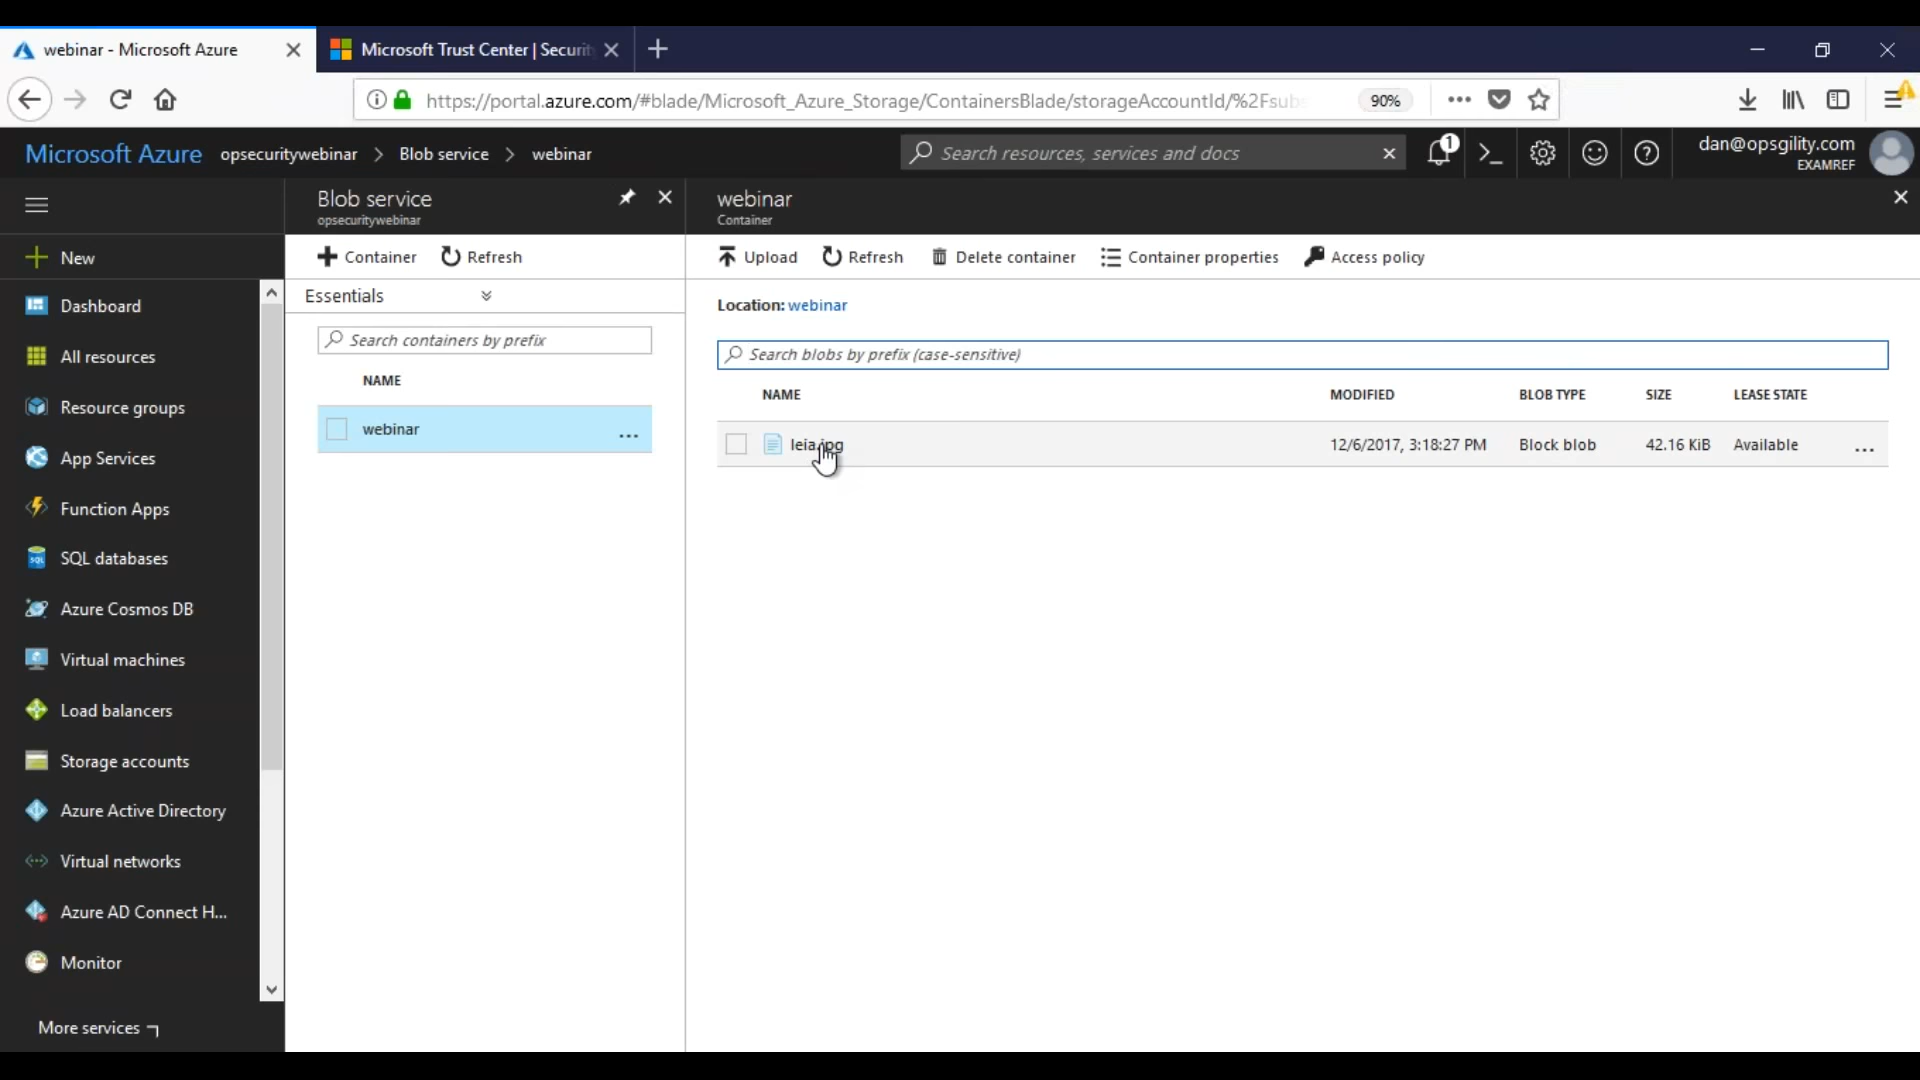 webinar - Microsoft Azure
Microsoft Trust Center | Securit
https://portal.azure.com/#blade/Microsoft_Azure_Storage/ContainersBlade/storageAccountId/%2Fsubs
90%
Microsoft Azure opsecuritywebinar > Blob service > webinar
Search resources, services and docs
1
dan@opsgility.com
EXAMREF
Blob service
opsecuritywebinar
webinar
Container
New
Dashboard
All resources
Resource groups
App Services
Function Apps
SQL databases
Azure Cosmos DB
Virtual machines
Load balancers
Storage accounts
Azure Active Directory
Virtual networks
Azure AD Connect H...
Monitor
More services
Container Refresh
Essentials
Search containers by prefix
NAME
webinar ...
Upload Refresh Delete container Container properties Access policy
Location: webinar
Search blobs by prefix (case-sensitive)
NAME MODIFIED BLOB TYPE SIZE LEASE STATE
leia.jpg 12/6/2017, 3:18:27 PM Block blob 42.16 KiB Available ...